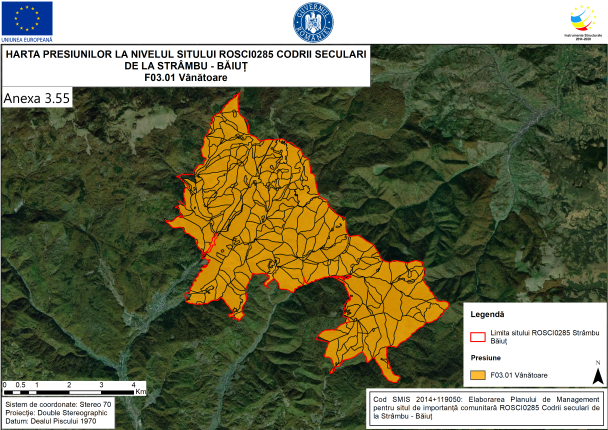 UNIUNEA EUROPEANĂ
GUVERNUL ROMÂNIEI
Instrumente Structurale
2014-2020
HARTA PRESIUNILOR LA NIVELUL SITULUI ROSCI0285 CODRII SECULARI
DE LA STRÂMBU - BĂIUȚ
F03.01 Vânătoare
Anexa 3.55
Legendă
Limita sitului ROSCI0285 Strâmbu
Băiuț
Presiune
F03.01 Vânătoare
N
0 0.5 1 2 3 4
Km
Sistem de coordonate: Stereo 70
Proiecție: Double Stereographic
Datum: Dealul Piscului 1970
Cod SMIS 2014+119050: Elaborarea Planului de Management
pentru situl de importanță comunitară ROSCI0285 Codrii seculari de
la Strâmbu - Băiuț